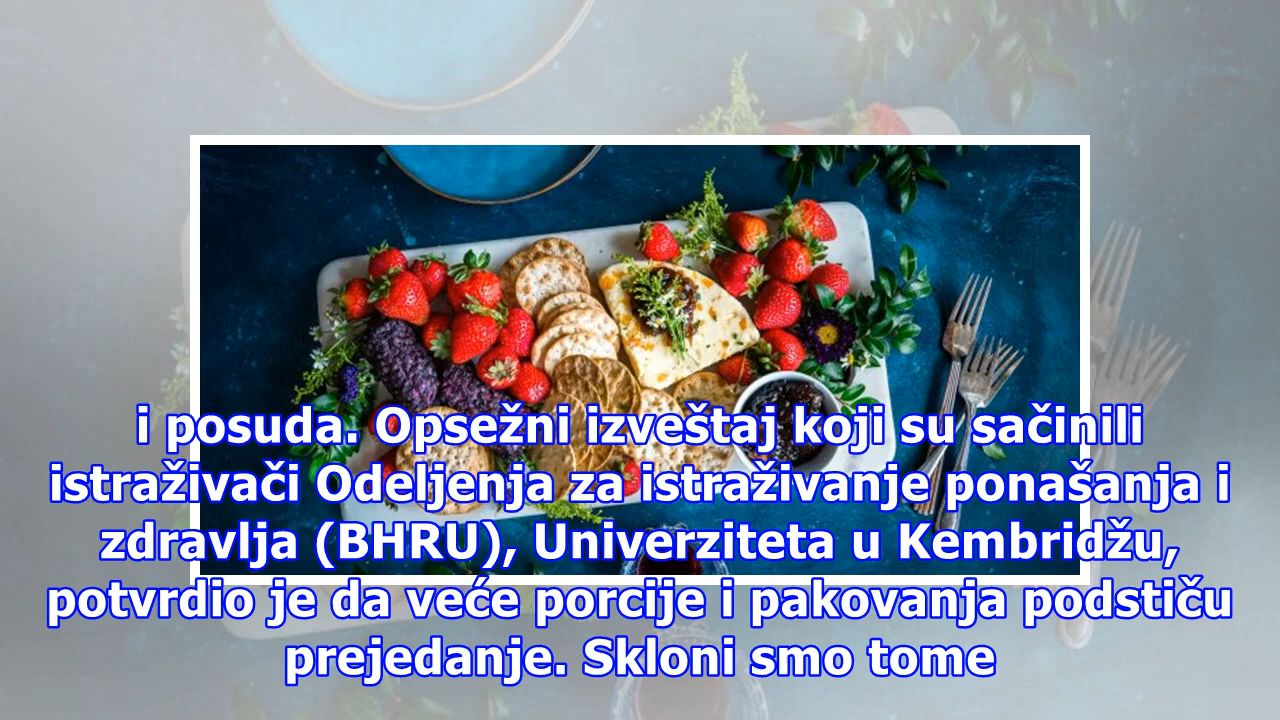 i posuda. Opsežni izveštaj koji su sačinili
istraživači Odeljenja za istraživanje ponašanja i
zdravlja (BHRU), Univerziteta u Kembridžu,
potvrdio je da veće porcije i pakovanja podstiču
prejedanje. Skloni smo tome